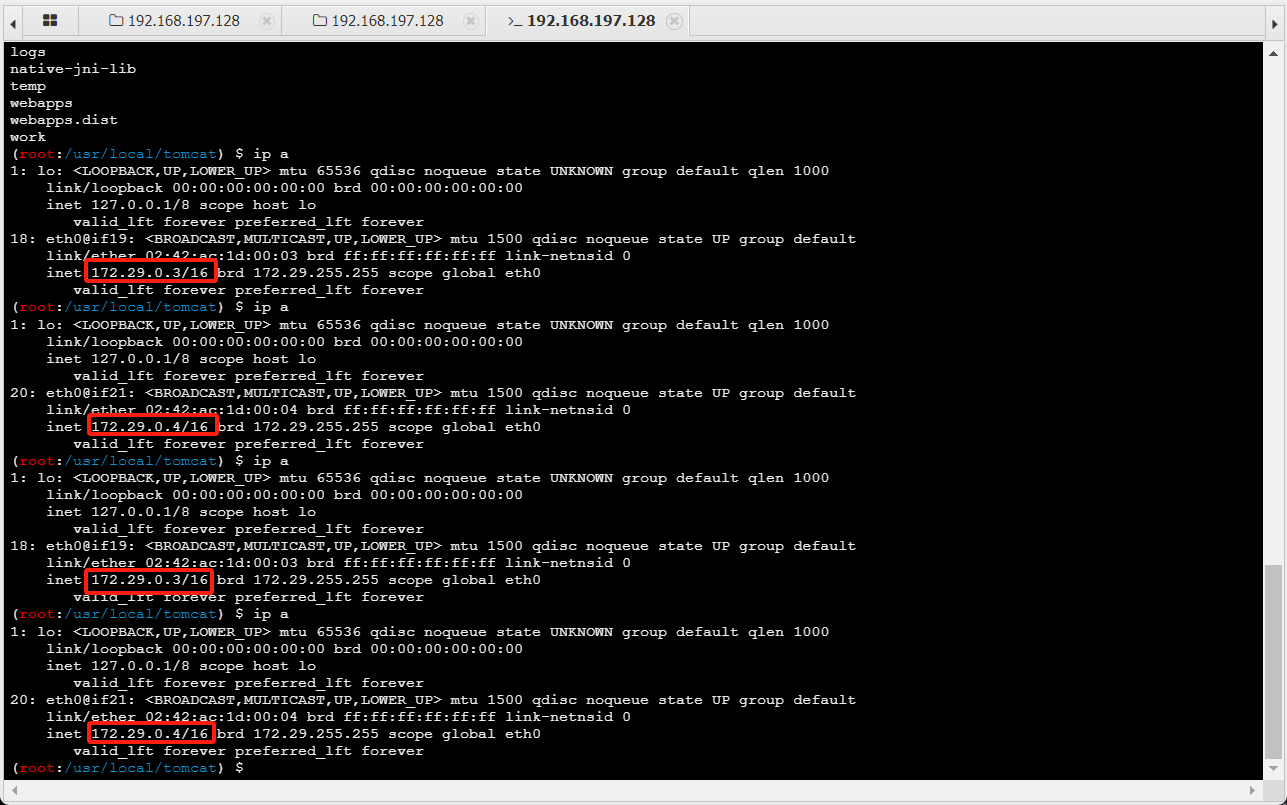 192.168.197.128
192.168.197.128
>_ 192.168.197.128
logs
native-jni-lib
temp
webapps
webapps.dist
work
(root:/usr/local/tomcat) $ ip a
1: lo: <LOOPBACK,UP,LOWER_UP> mtu 65536 qdisc noqueue state UNKNOWN group default qlen 1000
    link/loopback 00:00:00:00:00:00 brd 00:00:00:00:00:00
    inet 127.0.0.1/8 scope host lo
       valid_lft forever preferred_lft forever
18: eth0@if19: <BROADCAST,MULTICAST,UP,LOWER_UP> mtu 1500 qdisc noqueue state UP group default
    link/ether 02:42:ac:1d:00:03 brd ff:ff:ff:ff:ff:ff link-netnsid 0
    inet 172.29.0.3/16 brd 172.29.255.255 scope global eth0
       valid_lft forever preferred_lft forever
(root:/usr/local/tomcat) $ ip a
1: lo: <LOOPBACK,UP,LOWER_UP> mtu 65536 qdisc noqueue state UNKNOWN group default qlen 1000
    link/loopback 00:00:00:00:00:00 brd 00:00:00:00:00:00
    inet 127.0.0.1/8 scope host lo
       valid_lft forever preferred_lft forever
20: eth0@if21: <BROADCAST,MULTICAST,UP,LOWER_UP> mtu 1500 qdisc noqueue state UP group default
    link/ether 02:42:ac:1d:00:04 brd ff:ff:ff:ff:ff:ff link-netnsid 0
    inet 172.29.0.4/16 brd 172.29.255.255 scope global eth0
       valid_lft forever preferred_lft forever
(root:/usr/local/tomcat) $ ip a
1: lo: <LOOPBACK,UP,LOWER_UP> mtu 65536 qdisc noqueue state UNKNOWN group default qlen 1000
    link/loopback 00:00:00:00:00:00 brd 00:00:00:00:00:00
    inet 127.0.0.1/8 scope host lo
       valid_lft forever preferred_lft forever
18: eth0@if19: <BROADCAST,MULTICAST,UP,LOWER_UP> mtu 1500 qdisc noqueue state UP group default
    link/ether 02:42:ac:1d:00:03 brd ff:ff:ff:ff:ff:ff link-netnsid 0
    inet 172.29.0.3/16 brd 172.29.255.255 scope global eth0
       valid_lft forever preferred_lft forever
(root:/usr/local/tomcat) $ ip a
1: lo: <LOOPBACK,UP,LOWER_UP> mtu 65536 qdisc noqueue state UNKNOWN group default qlen 1000
    link/loopback 00:00:00:00:00:00 brd 00:00:00:00:00:00
    inet 127.0.0.1/8 scope host lo
       valid_lft forever preferred_lft forever
20: eth0@if21: <BROADCAST,MULTICAST,UP,LOWER_UP> mtu 1500 qdisc noqueue state UP group default
    link/ether 02:42:ac:1d:00:04 brd ff:ff:ff:ff:ff:ff link-netnsid 0
    inet 172.29.0.4/16 brd 172.29.255.255 scope global eth0
       valid_lft forever preferred_lft forever
(root:/usr/local/tomcat) $